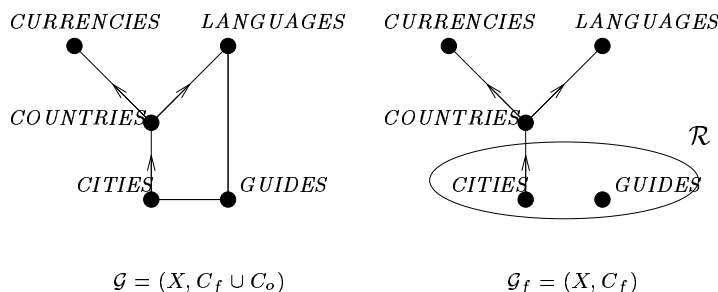 CURRENCIES LANGUAGES CURRENCIES LANGUAGES
COUNTRIES COUNTRIES
ℛ
CITIES GUIDES CITIES GUIDES
𝒢 = (X, C_f ∪ C_o) 𝒢_f = (X, C_f)